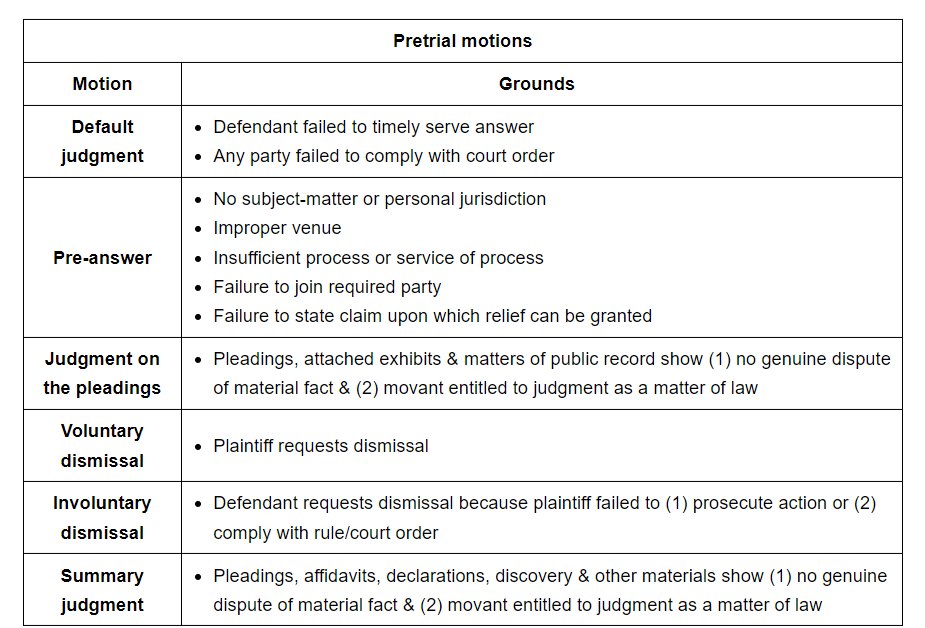 Pretrial motions
Motion
Grounds
Default
judgment
• Defendant failed to timely serve answer
• Any party failed to comply with court order
Pre-answer
• No subject-matter or personal jurisdiction
• Improper venue
• Insufficient process or service of process
• Failure to join required party
• Failure to state claim upon which relief can be granted
Judgment on
the pleadings
• Pleadings, attached exhibits & matters of public record show (1) no genuine dispute
of material fact & (2) movant entitled to judgment as a matter of law
Voluntary
dismissal
• Plaintiff requests dismissal
Involuntary
dismissal
• Defendant requests dismissal because plaintiff failed to (1) prosecute action or (2)
comply with rule/court order
Summary
judgment
• Pleadings, affidavits, declarations, discovery & other materials show (1) no genuine
dispute of material fact & (2) movant entitled to judgment as a matter of law